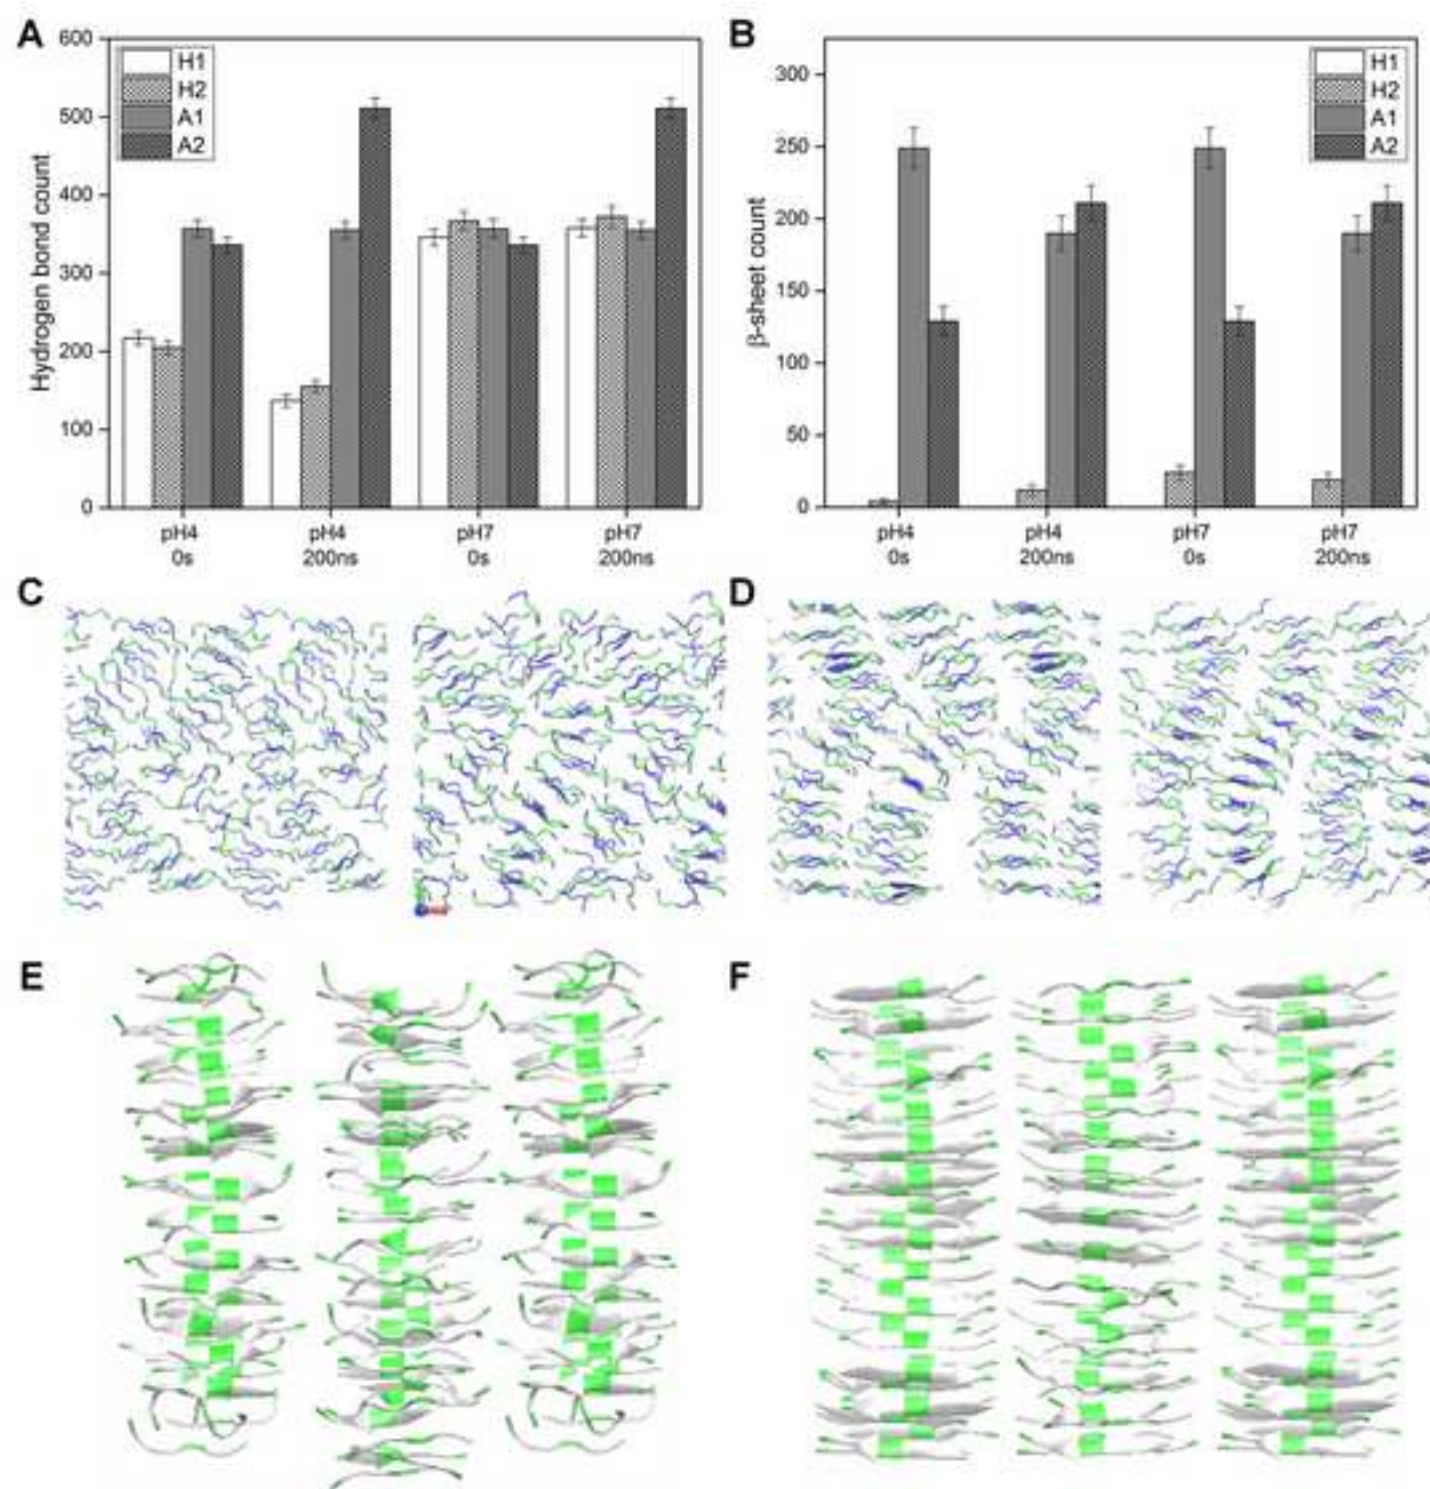 A
Hydrogen bond count
600
500
400
300
200
100
0
H1
H2
A1
A2
pH4 pH4 pH7 pH7
0s 200ns 0s 200ns
B
β-sheet count
300
250
200
150
100
50
0
H1
H2
A1
A2
pH4 pH4 pH7 pH7
0s 200ns 0s 200ns
C
D
E
F